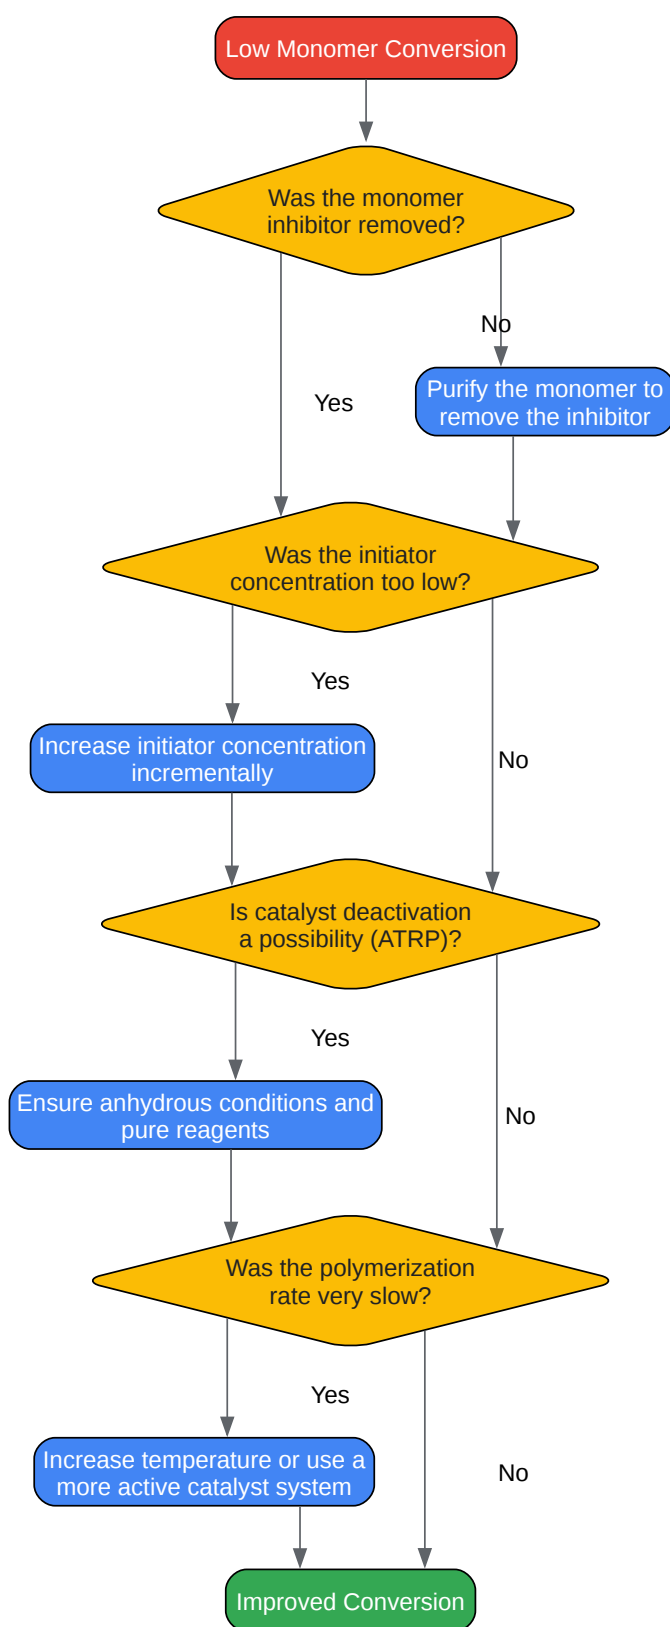 Low Monomer Conversion
Was the monomer
inhibitor removed?
No
Purify the monomer to
remove the inhibitor
Yes
Was the initiator
concentration too low?
Yes
Increase initiator concentration
incrementally
No
Is catalyst deactivation
a possibility (ATRP)?
Yes
Ensure anhydrous conditions and
pure reagents
No
Was the polymerization
rate very slow?
Yes
Increase temperature or use a
more active catalyst system
No
Improved Conversion